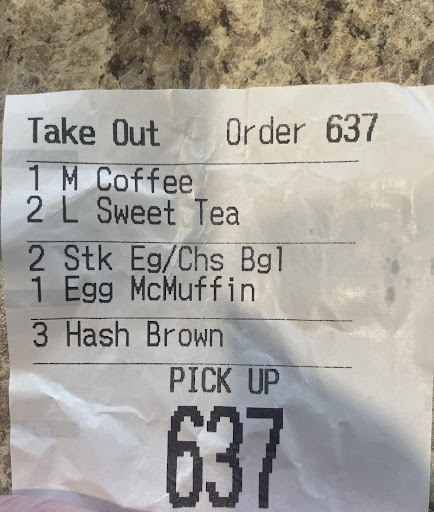 Take Out Order 637
1 M Coffee
2 L Sweet Tea
2 Stk Eg/Chs Bgl
1 Egg McMuffin
3 Hash Brown
PICK UP
637